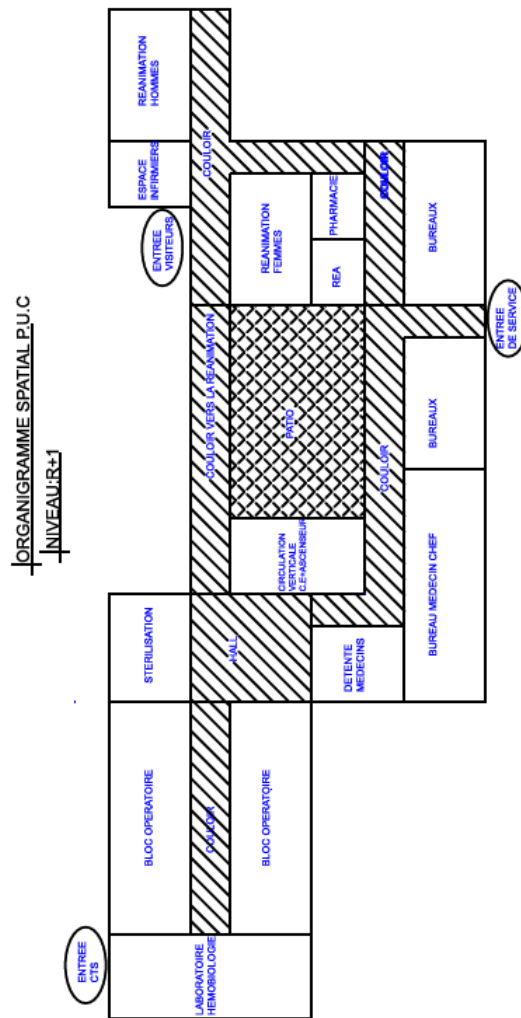 ORGANIGRAMME SPATIAL P.U.C
NIVEAU:R+1
ENTREE
CTS
ENTREE
VISITEURS
BLOC OPERATOIRE
STERILISATION
ESPACE
INFIRMIERS
REANIMATION
HOMMES
LABORATOIRE
HEMOBIOLOGIE
COULOIR
HALL
COULOIR VERS LA REANIMATION
COULOIR
BLOC OPERATOIRE
CIRCULATION
VERTICALE
C.E+ASCENSEUR
PATIO
REANIMATION
FEMMES
REA
PHARMACIE
DETENTE
MEDECINS
COULOIR
COULOIR
BUREAU MEDECIN CHEF
BUREAUX
BUREAUX
ENTREE
DE SERVICE